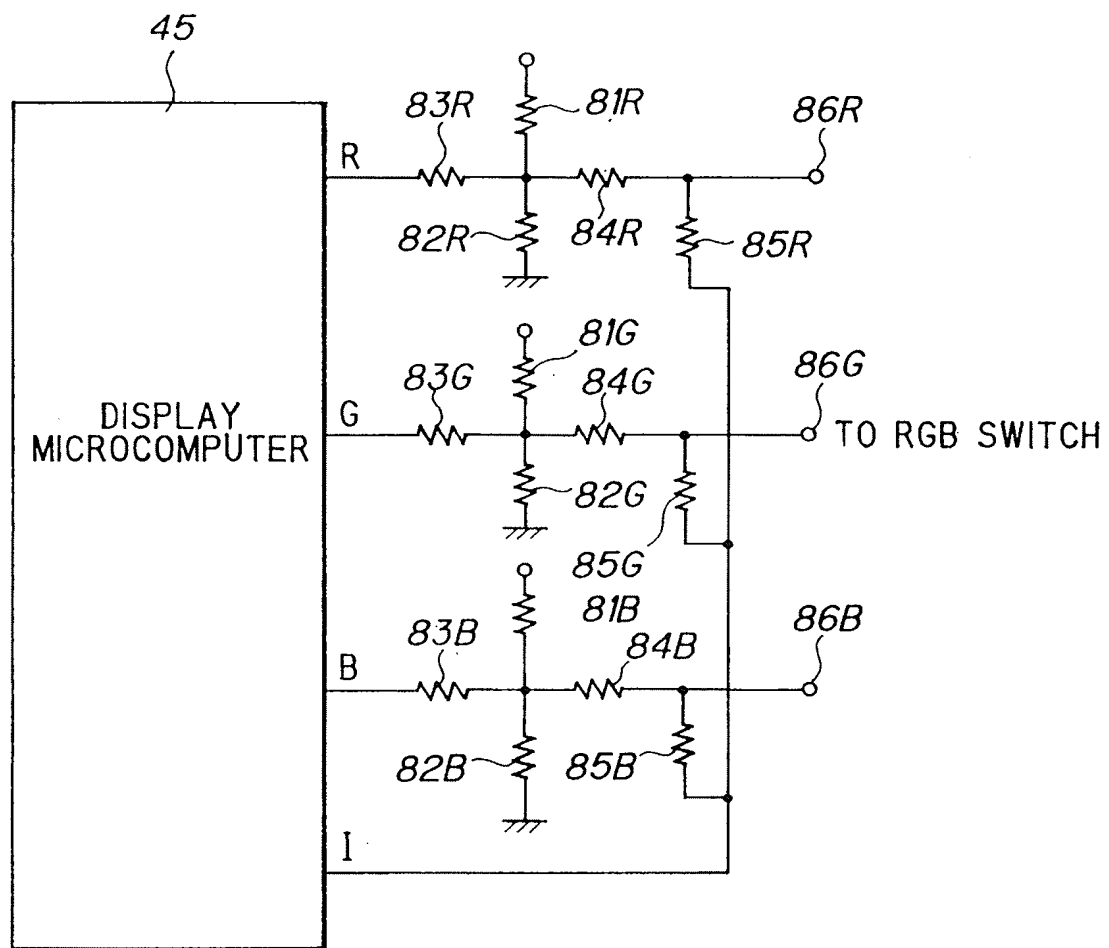 45
83R
81R
86R
R
82R
84R
85R
81G
83G
84G
86G
G
DISPLAY
MICROCOMPUTER
TO RGB SWITCH
82G
85G
81B
83B
84B
86B
B
82B
85B
I